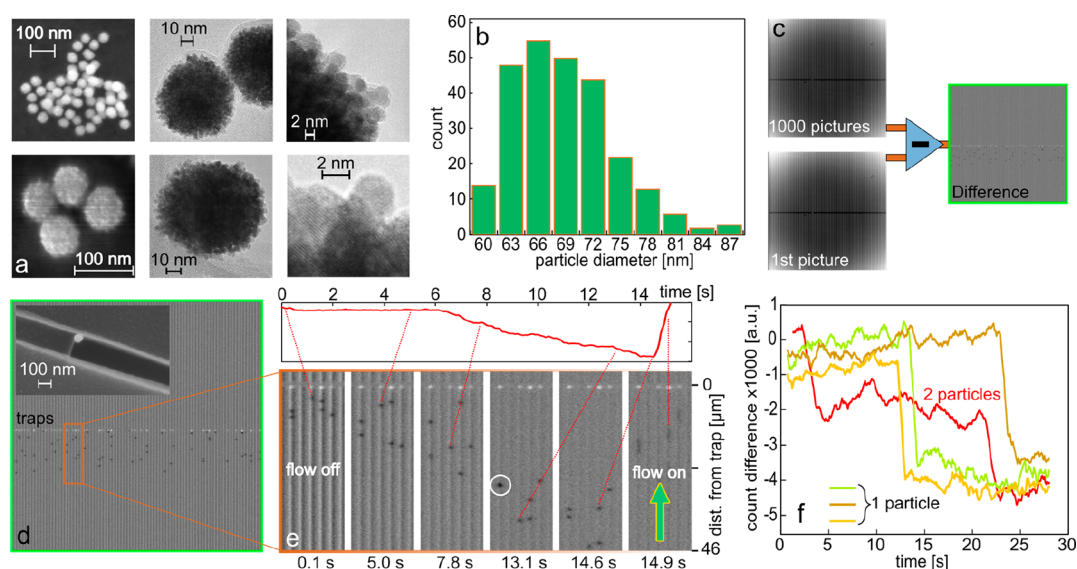 100 nm
10 nm
2 nm
2 nm
a
100 nm
10 nm
b
count
60
50
40
30
20
10
0
60 63 66 69 72 75 78 81 84 87
particle diameter [nm]
c
1000 pictures
1st picture
Difference
100 nm
traps
d
0 2 4 6 8 10 12 14 time [s]
flow off
flow on
e
0
dist. from trap [µm]
46
0.1 s 5.0 s 7.8 s 13.1 s 14.6 s 14.9 s
count difference x1000 [a.u.]
1
0
-1
-2
-3
-4
-5
2 particles
1 particle
f
0 5 10 15 20 25 30
time [s]